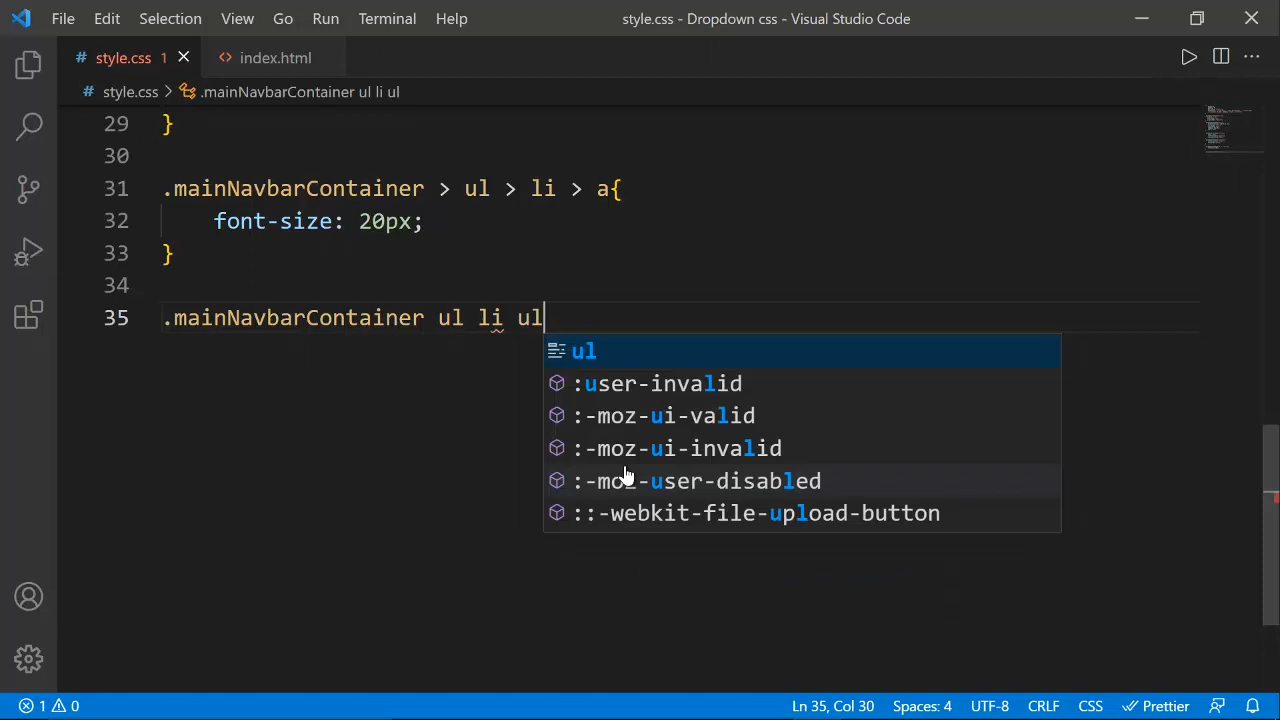 File Edit Selection View Go Run Terminal Help style.css - Dropdown css - Visual Studio Code
# style.css 1 <> index.html
# style.css > .mainNavbarContainer ul li ul
29 }
30
31 .mainNavbarContainer > ul > li > a{
32 font-size: 20px;
33 }
34
35 .mainNavbarContainer ul li ul
ul
:user-invalid
:-moz-ui-valid
:-moz-ui-invalid
:-moz-user-disabled
::-webkit-file-upload-button
1 0 Ln 35, Col 30 Spaces: 4 UTF-8 CRLF CSS Prettier